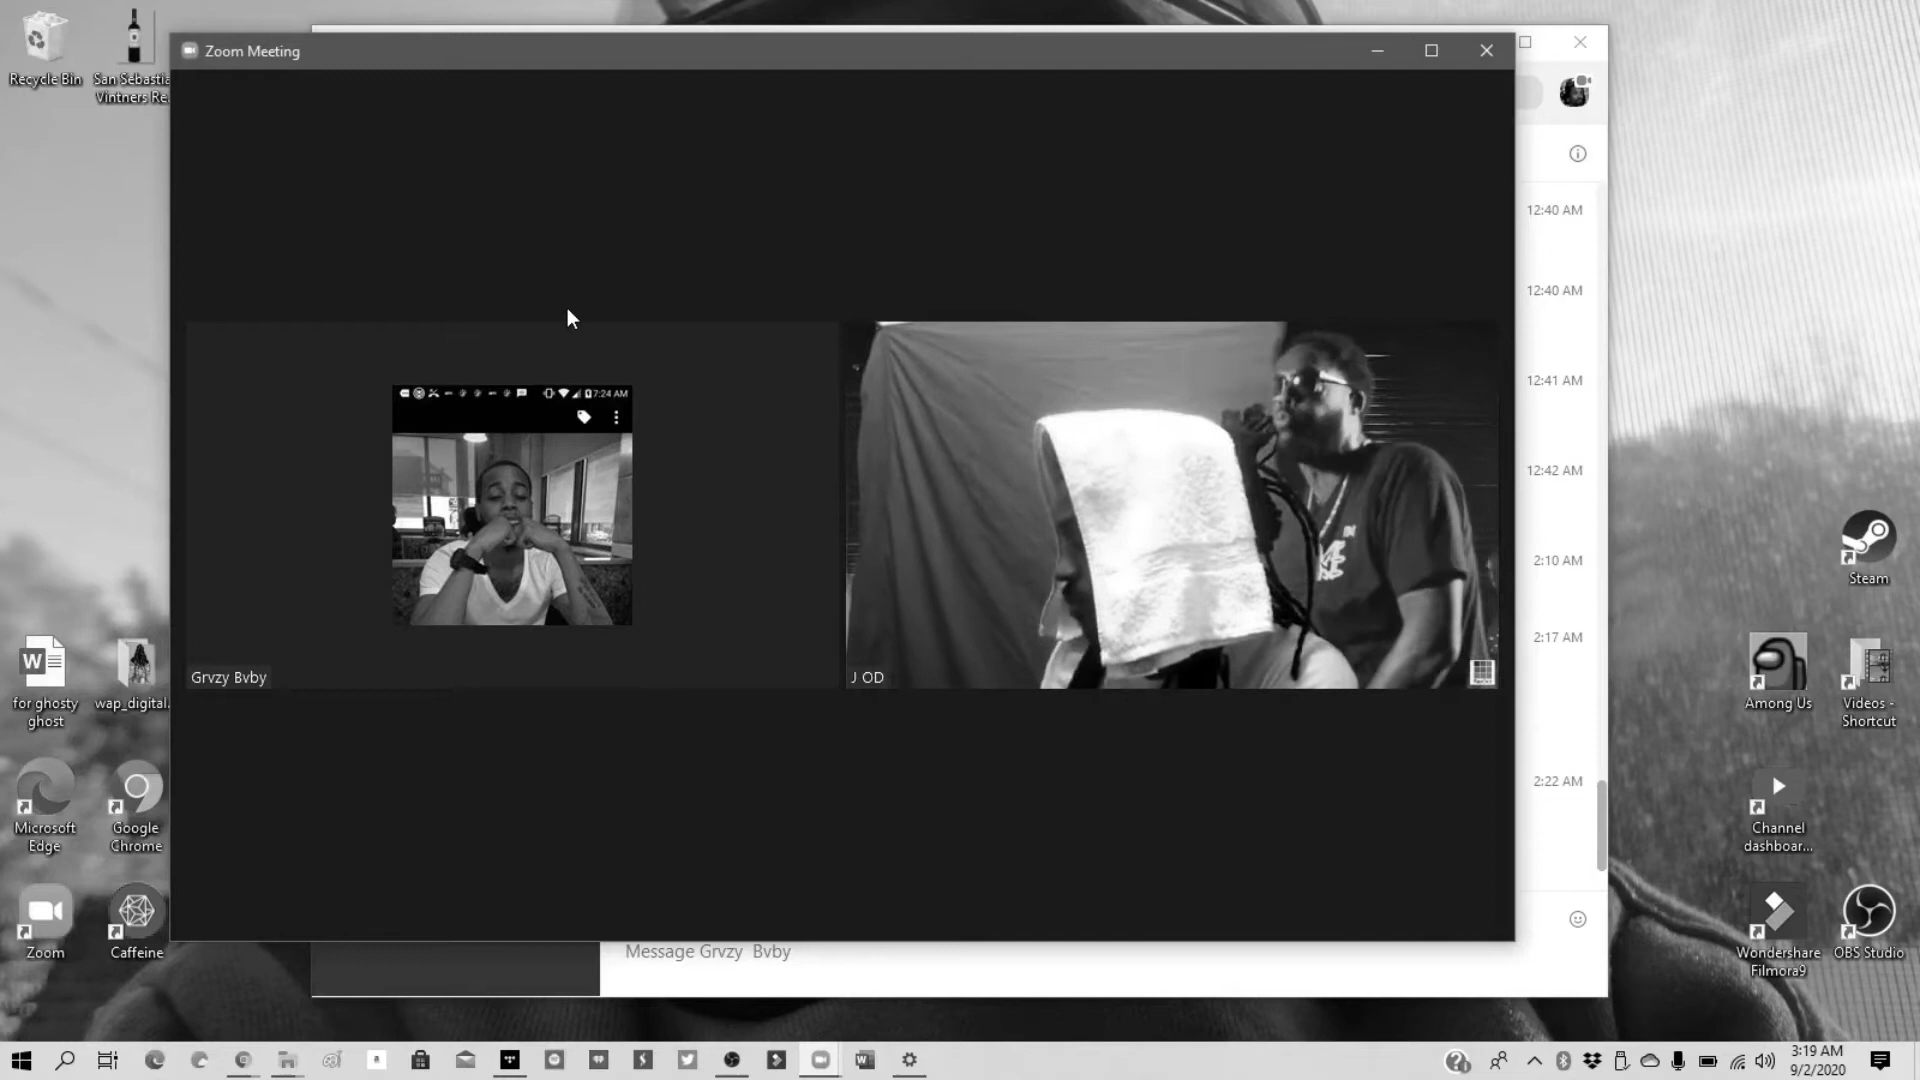 Recycle Bin
San Sebastia
Vintners Re...
Zoom Meeting
12:40 AM
12:40 AM
12:41 AM
12:42 AM
2:10 AM
2:17 AM
2:22 AM
7:24 AM
Grvzy Bvby
J OD
for ghosty
ghost
wap_digital...
Microsoft
Edge
Google
Chrome
Zoom
Caffeine
Steam
Among Us
Videos -
Shortcut
Channel
dashboar...
Wondershare
Filmora9
OBS Studio
Message Grvzy Bvby
3:19 AM
9/2/2020